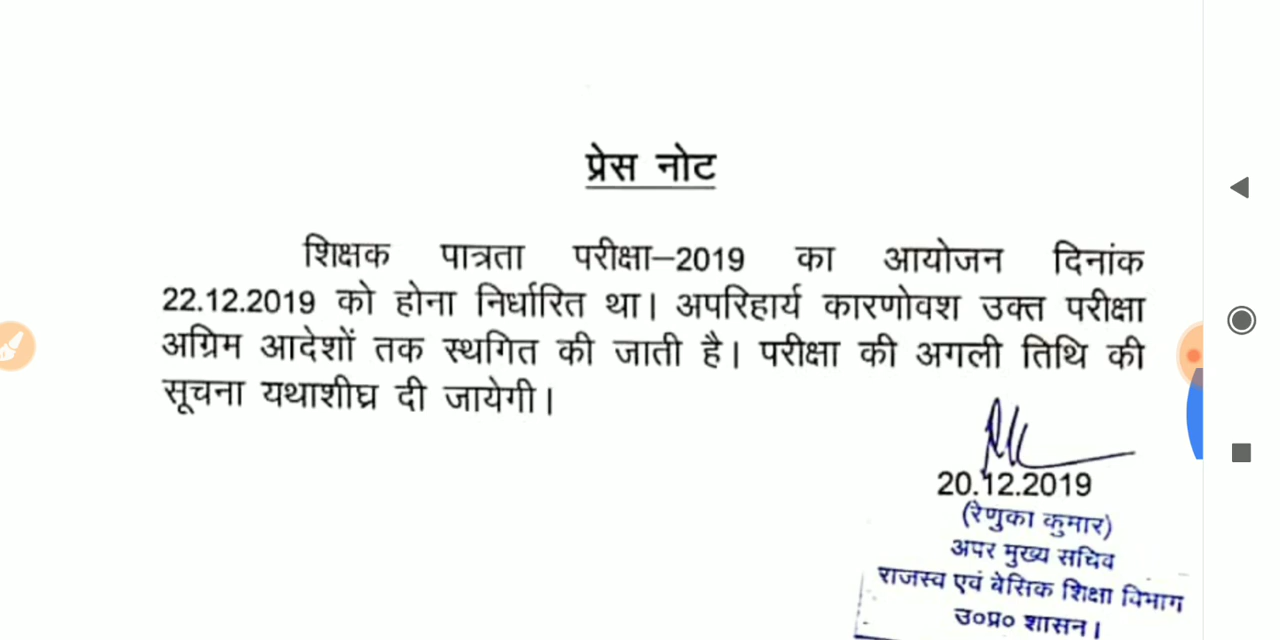 प्रेस नोट
शिक्षक पात्रता परीक्षा–2019 का आयोजन दिनांक
22.12.2019 को होना निर्धारित था। अपरिहार्य कारणोवश उक्त परीक्षा
अग्रिम आदेशों तक स्थगित की जाती है। परीक्षा की अगली तिथि की
सूचना यथाशीघ्र दी जायेगी।
20.12.2019
(रेणुका कुमार)
अपर मुख्य सचिव
राजस्व एवं बेसिक शिक्षा विभाग
उ०प्र० शासन।